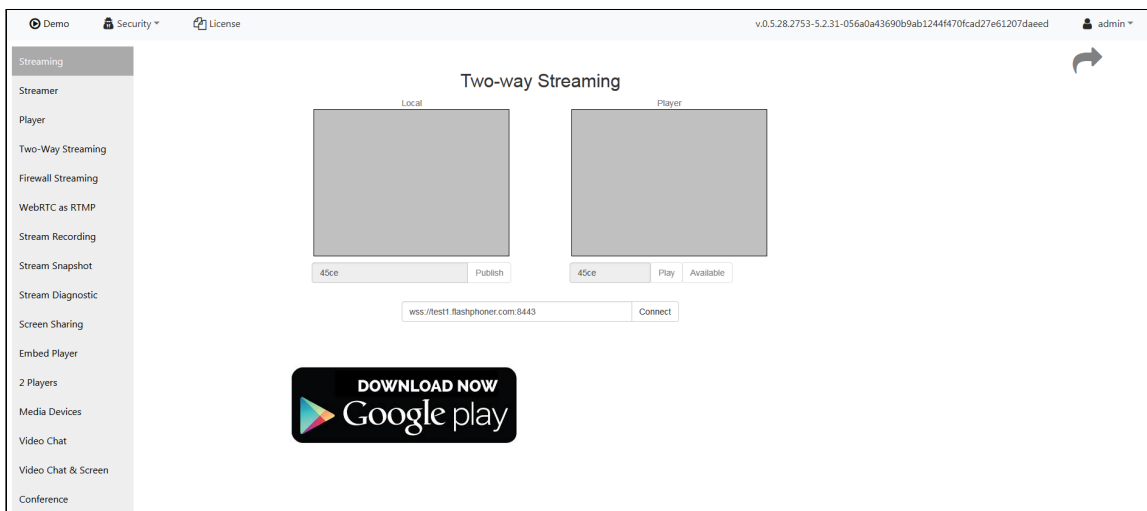 Demo Security License v.0.5.28.2753-5.2.31-056a0a43690b9ab1244f470fcad27e61207daeed admin
Streaming
Streamer
Player
Two-Way Streaming
Firewall Streaming
WebRTC as RTMP
Stream Recording
Stream Snapshot
Stream Diagnostic
Screen Sharing
Embed Player
2 Players
Media Devices
Video Chat
Video Chat & Screen
Conference
Two-way Streaming
Local Player
45ce Publish 45ce Play Available
wss://test1.flashphoner.com:8443 Connect
DOWNLOAD NOW
Google play